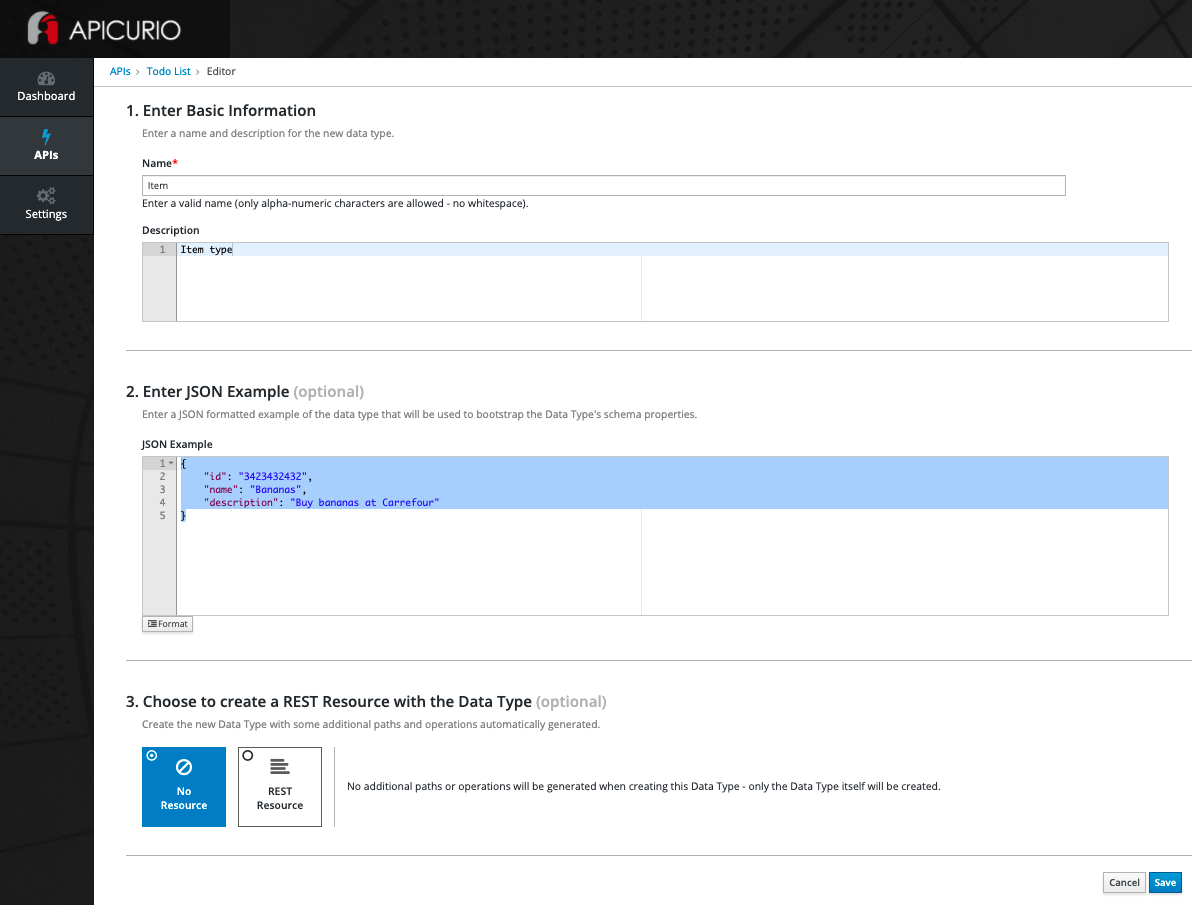 APICURIO
APIs › Todo List › Editor
Dashboard
APIs
Settings
1. Enter Basic Information
Enter a name and description for the new data type.
Name*
Item
Enter a valid name (only alpha-numeric characters are allowed - no whitespace).
Description
1 Item type
2. Enter JSON Example (optional)
Enter a JSON formatted example of the data type that will be used to bootstrap the Data Type's schema properties.
JSON Example
1 {
2 "id": "3423432432",
3 "name": "Bananas",
4 "description": "Buy bananas at Carrefour"
5 }
Format
3. Choose to create a REST Resource with the Data Type (optional)
Create the new Data Type with some additional paths and operations automatically generated.
No
Resource
REST
Resource
No additional paths or operations will be generated when creating this Data Type - only the Data Type itself will be created.
Cancel Save